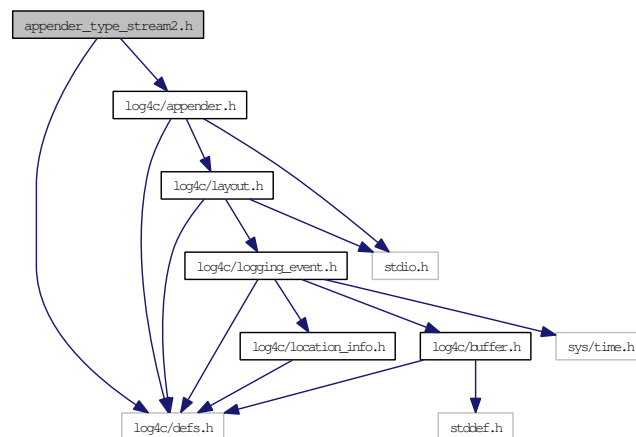 appender_type_stream2.h
log4c/appender.h
log4c/layout.h
log4c/logging_event.h
stdio.h
log4c/location_info.h
log4c/buffer.h
sys/time.h
log4c/defs.h
stddef.h